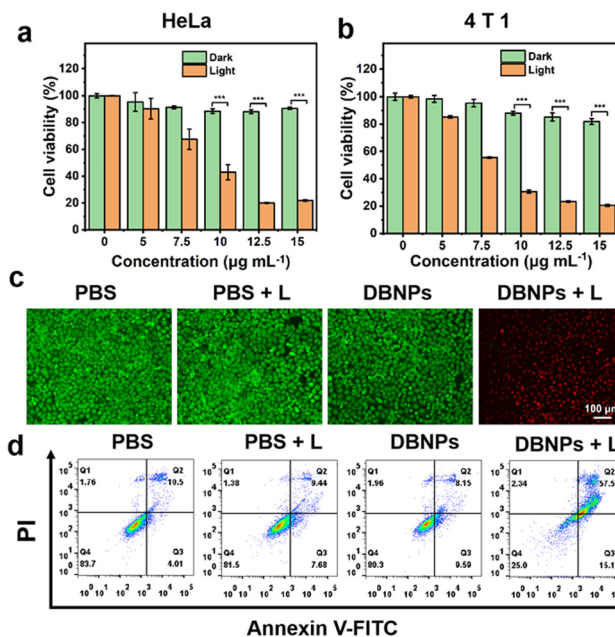 a HeLa
Dark
Light
***
***
***
Cell viability (%)
120
100
80
60
40
20
0
0 5 7.5 10 12.5 15
Concentration (µg mL⁻¹)
b 4 T 1
Dark
Light
***
***
***
Cell viability (%)
120
100
80
60
40
20
0
0 5 7.5 10 12.5 15
Concentration (µg mL⁻¹)
c PBS PBS + L DBNPs DBNPs + L
100 µm
d PBS PBS + L DBNPs DBNPs + L
PI
Q1
1.76
Q2
10.5
Q4
83.7
Q3
4.01
Q1
1.38
Q2
9.44
Q4
81.5
Q3
7.68
Q1
1.96
Q2
8.15
Q4
80.3
Q3
9.59
Q1
2.34
Q2
57.5
Q4
25.0
Q3
15.1
Annexin V-FITC